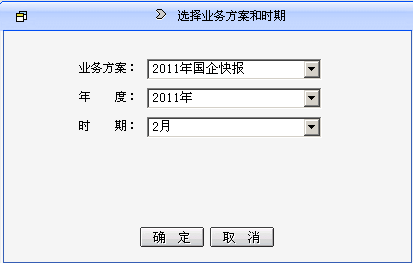 选择业务方案和时期
业务方案： 2011年国企快报
年 度： 2011年
时 期： 2月
确 定 取 消